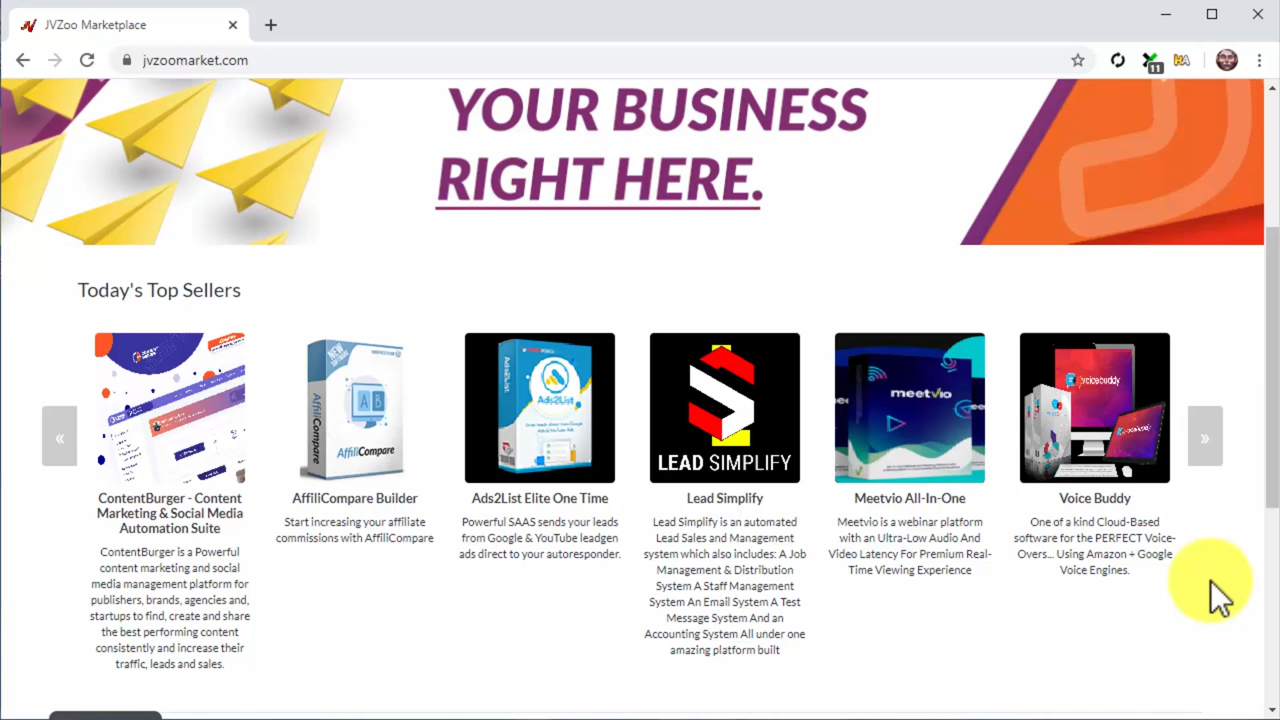 JVZoo Marketplace
jvzoomarket.com
11
HA
YOUR BUSINESS
RIGHT HERE.
Today's Top Sellers
NEW
AffiliCompare
A B
AffiliCompare
Ads2List
Ads2List
LEAD SIMPLIFY
meetvio
voicebuddy
voicebuddy
«
»
ContentBurger - Content
Marketing & Social Media
Automation Suite
ContentBurger is a Powerful
content marketing and social
media management platform for
publishers, brands, agencies and,
startups to find, create and share
the best performing content
consistently and increase their
traffic, leads and sales.
AffiliCompare Builder
Start increasing your affiliate
commissions with AffiliCompare
Ads2List Elite One Time
Powerful SAAS sends your leads
from Google & YouTube leadgen
ads direct to your autoresponder.
Lead Simplify
Lead Simplify is an automated
Lead Sales and Management
system which also includes: A Job
Management & Distribution
System A Staff Management
System An Email System A Test
Message System And an
Accounting System All under one
amazing platform built
Meetvio All-In-One
Meetvio is a webinar platform
with an Ultra-Low Audio And
Video Latency For Premium Real-
Time Viewing Experience
Voice Buddy
One of a kind Cloud-Based
software for the PERFECT Voice-
Overs... Using Amazon + Google
Voice Engines.